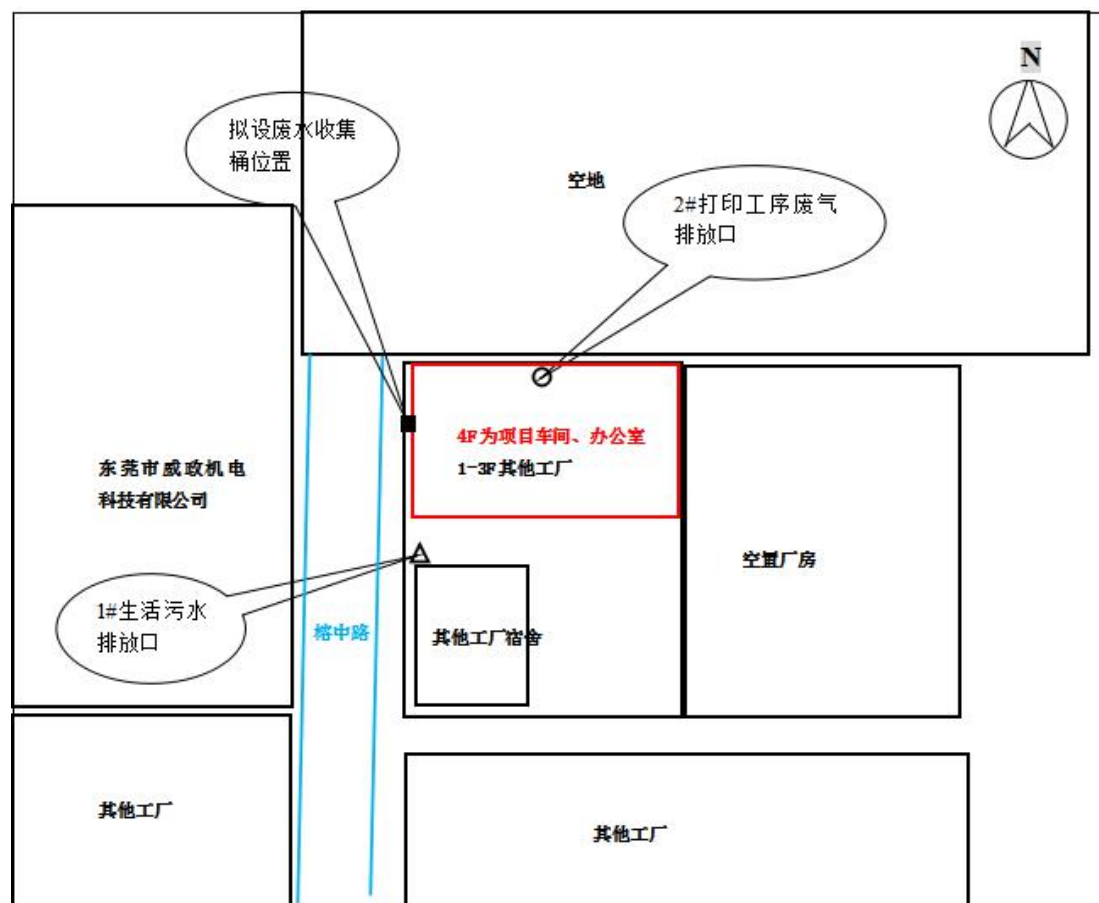 N
拟设废水收集
桶位置
空地
2#打印工序废气
排放口
4F为项目车间、办公室
1-3F其他工厂
东莞市威政机电
科技有限公司
空置厂房
1#生活污水
排放口
榕中路
其他工厂宿舍
其他工厂
其他工厂